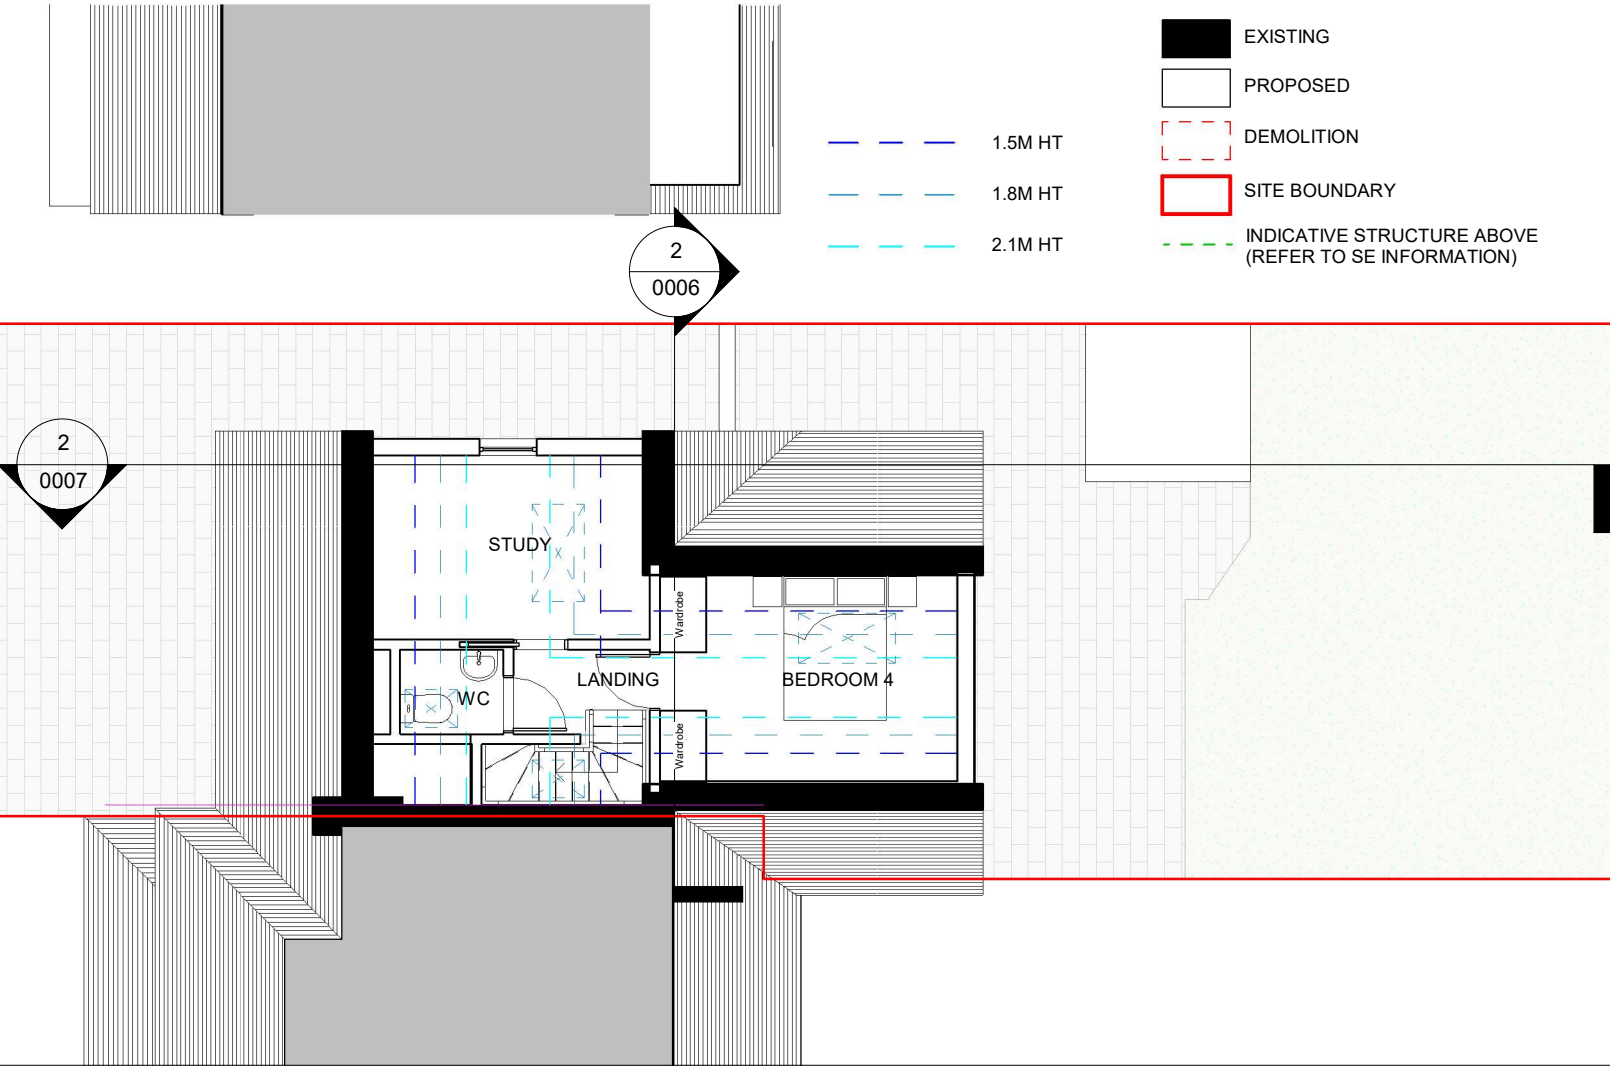 EXISTING
PROPOSED
DEMOLITION
SITE BOUNDARY
INDICATIVE STRUCTURE ABOVE
(REFER TO SE INFORMATION)
1.5M HT
1.8M HT
2.1M HT
2
0006
2
0007
STUDY
Wardrobe
LANDING
BEDROOM 4
WC
Wardrobe